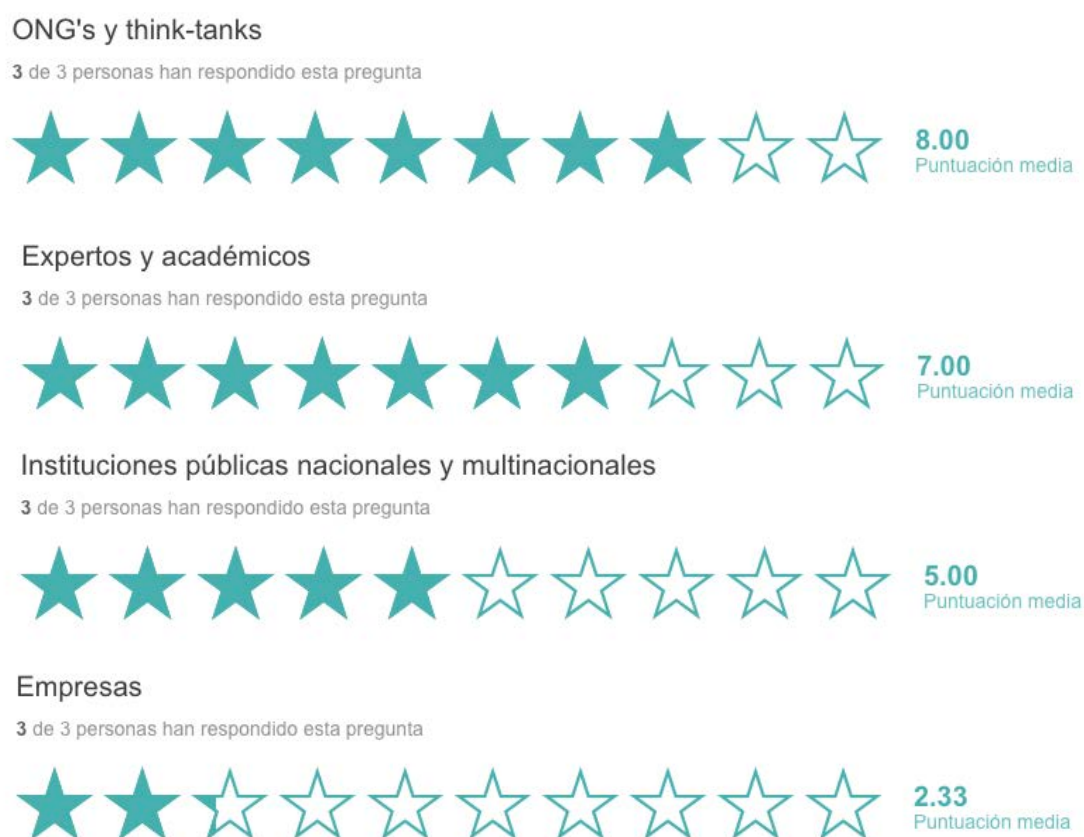 ONG's y think-tanks
3 de 3 personas han respondido esta pregunta
8.00
Puntuación media
Expertos y académicos
3 de 3 personas han respondido esta pregunta
7.00
Puntuación media
Instituciones públicas nacionales y multinacionales
3 de 3 personas han respondido esta pregunta
5.00
Puntuación media
Empresas
3 de 3 personas han respondido esta pregunta
2.33
Puntuación media